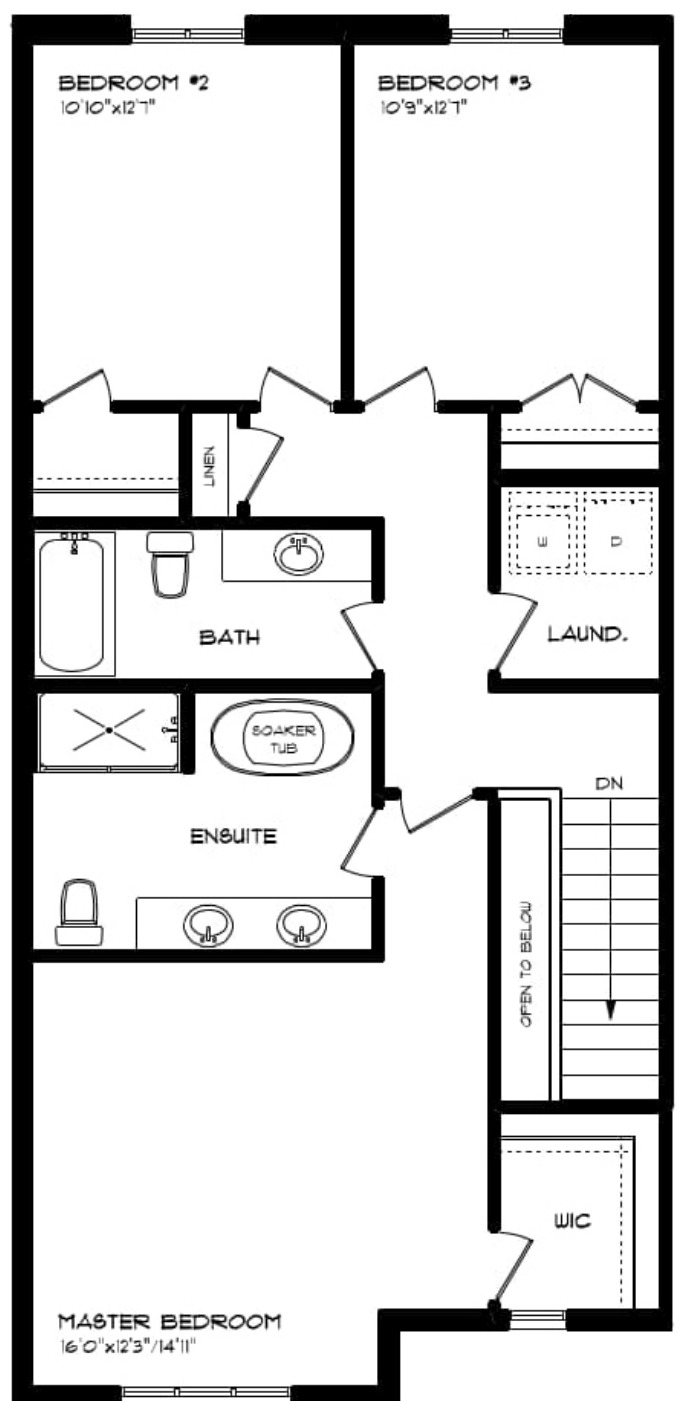 BEDROOM #2
10'10"x12'7"
BEDROOM #3
10'9"x12'7"
LINEN
W
D
BATH
LAUND.
SOAKER
TUB
DN
ENSUITE
OPEN TO BELOW
WIC
MASTER BEDROOM
16'0"x12'3"/14'11"